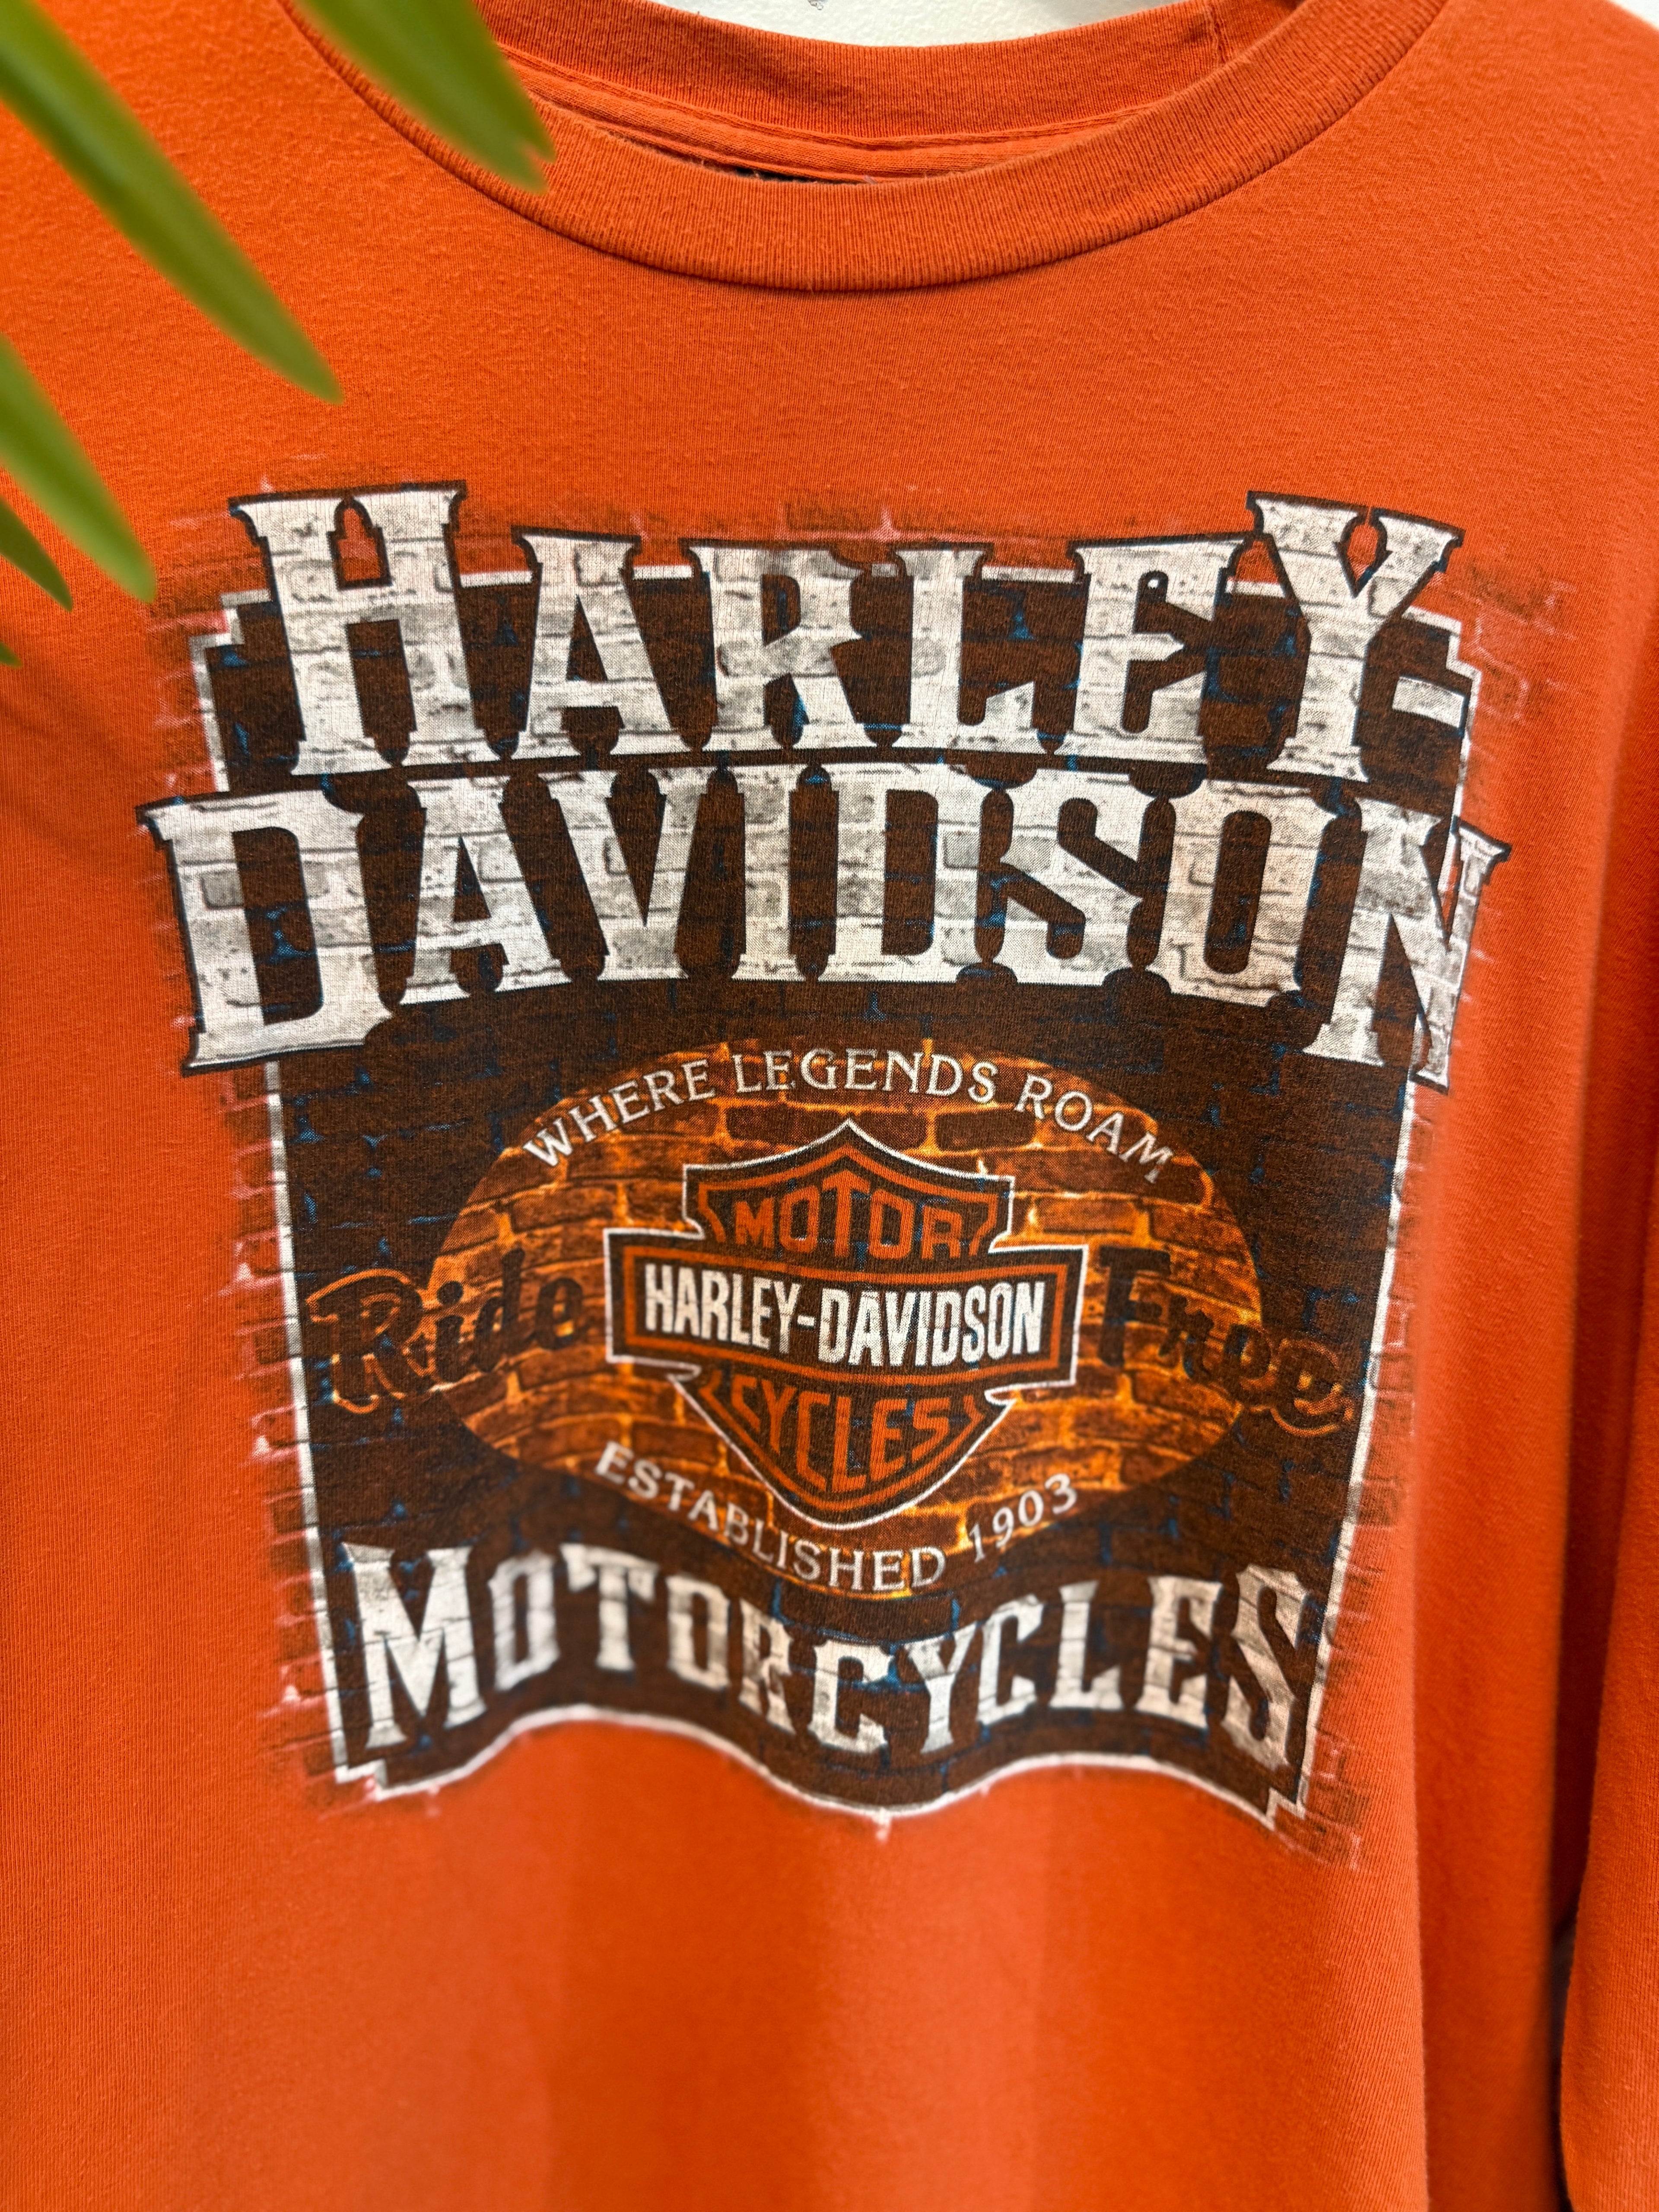 HARLEY-
DAVIDSON
WHERE LEGENDS ROAM
MOTOR
Ride HARLEY-DAVIDSON Free
CYCLES
ESTABLISHED 1903
MOTORCYCLES